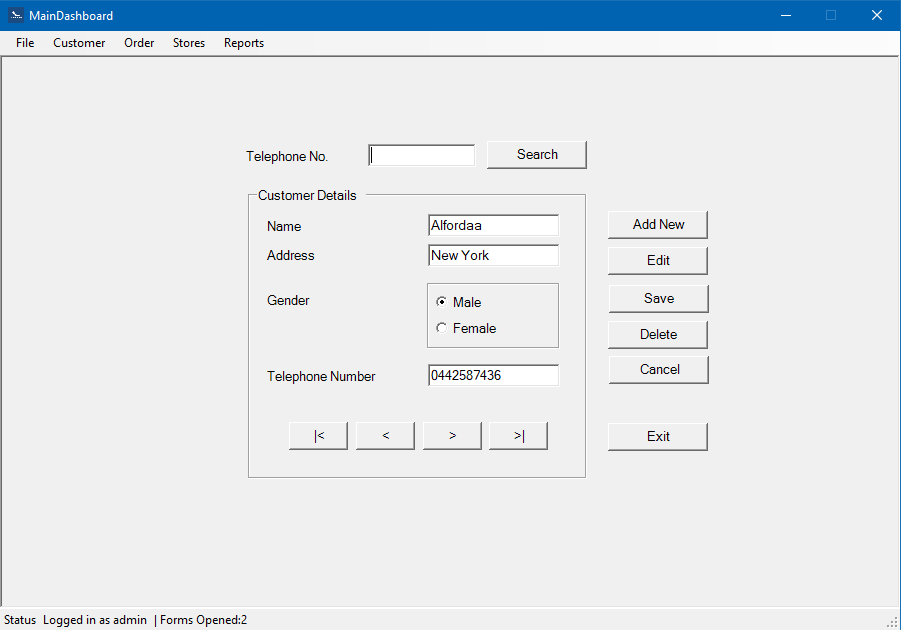 MainDashboard
File Customer Order Stores Reports
Telephone No. Search
Customer Details
Name Alfordaa
Add New
Address New York
Edit
Gender
Male
Save
Female
Delete
Telephone Number 0442587436
Cancel
|< < > >|
Exit
Status Logged in as admin | Forms Opened:2